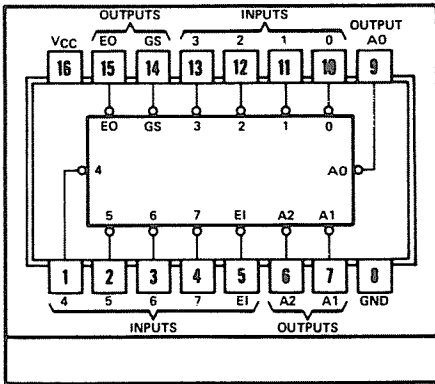 OUTPUTS INPUTS OUTPUT
VCC EO GS 3 2 1 0 A0
16 15 14 13 12 11 10 9
EO GS 3 2 1 0
4 A0
5 6 7 EI A2 A1
1 2 3 4 5 6 7 8
4 5 6 7 EI A2 A1 GND
INPUTS OUTPUTS